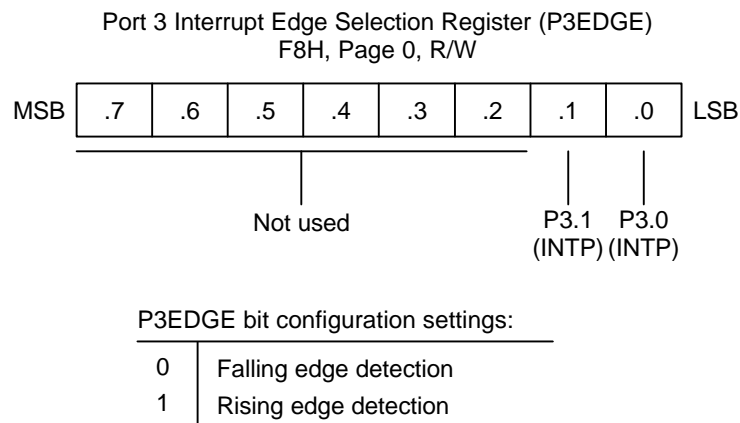 Port 3 Interrupt Edge Selection Register (P3EDGE)
F8H, Page 0, R/W
MSB .7 .6 .5 .4 .3 .2 .1 .0 LSB
Not used P3.1 P3.0
(INTP) (INTP)
P3EDGE bit configuration settings:
0 Falling edge detection
1 Rising edge detection